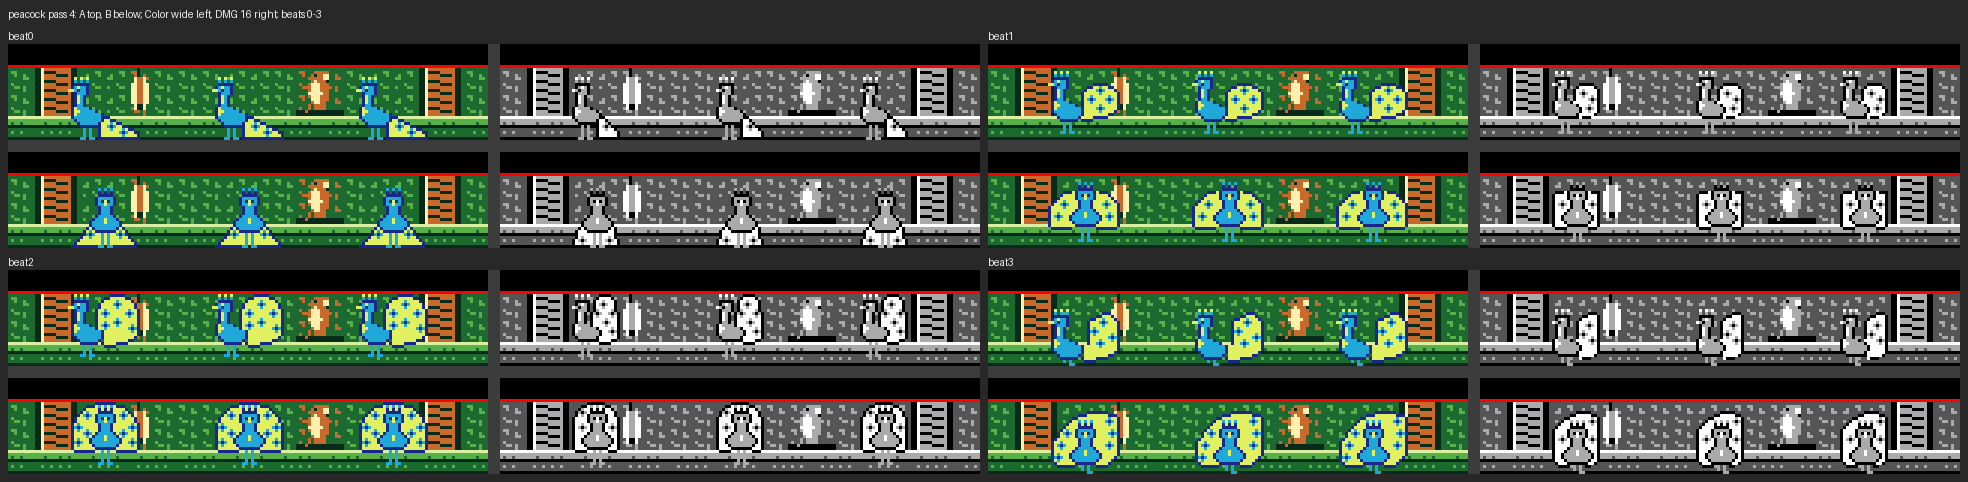 peacock pass 4: A top, B below; Color wide left, DMG 16 right; beats 0-3
beat0
beat1
beat2
beat3